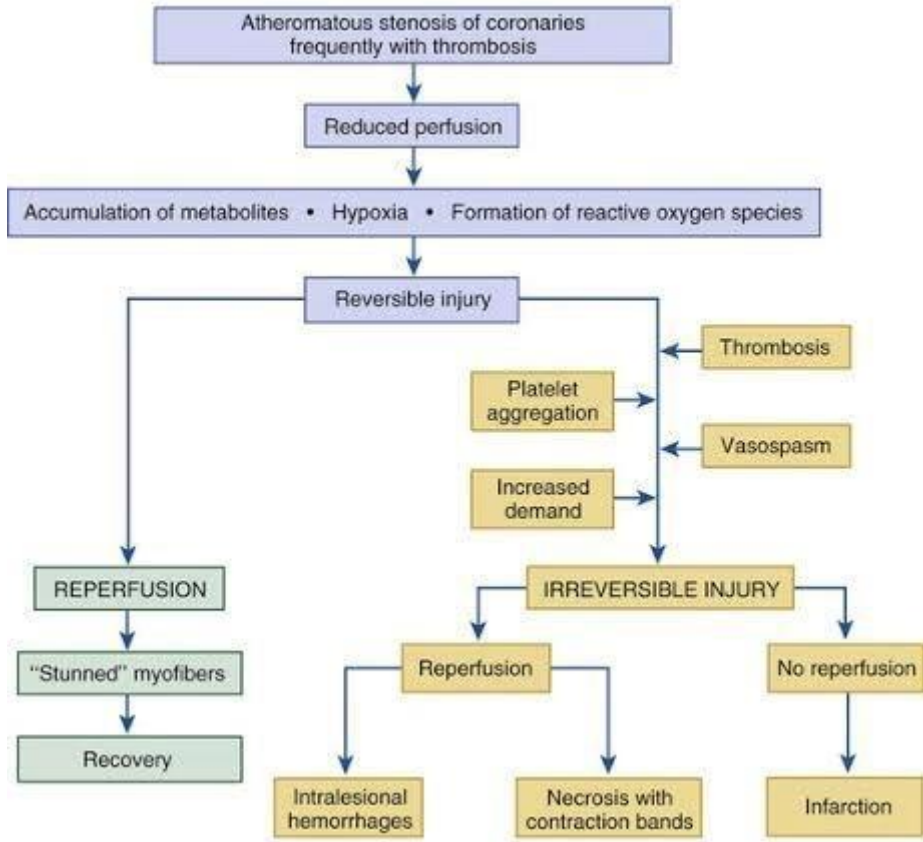 Atheromatous stenosis of coronaries
frequently with thrombosis
Reduced perfusion
Accumulation of metabolites • Hypoxia • Formation of reactive oxygen species
Reversible injury
Thrombosis
Platelet
aggregation
Vasospasm
Increased
demand
REPERFUSION
IRREVERSIBLE INJURY
"Stunned" myofibers
Reperfusion
No reperfusion
Recovery
Intralesional
hemorrhages
Necrosis with
contraction bands
Infarction